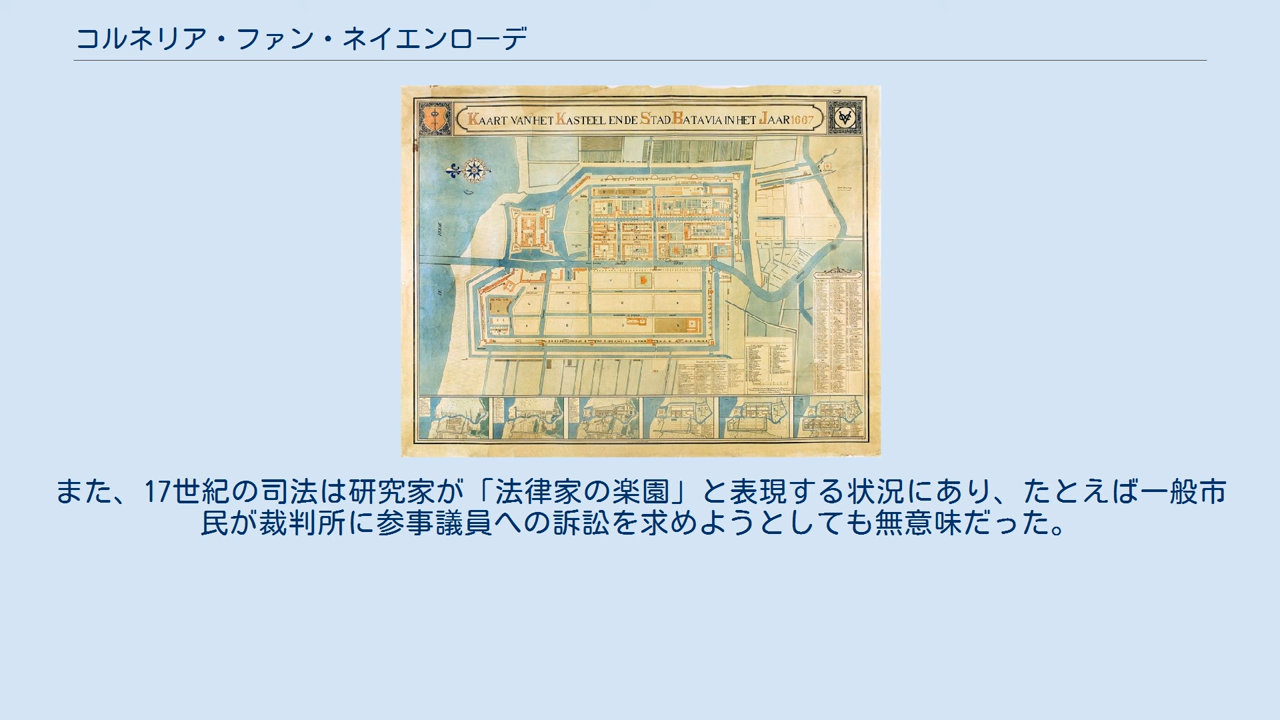 コルネリア・ファン・ネイエンローデ
KAART VAN HET KASTEEL EN DE STAD BATAVIA IN HET JAAR 1667
また、17世紀の司法は研究家が「法律家の楽園」と表現する状況にあり、たとえば一般市
民が裁判所に参事議員への訴訟を求めようとしても無意味だった。